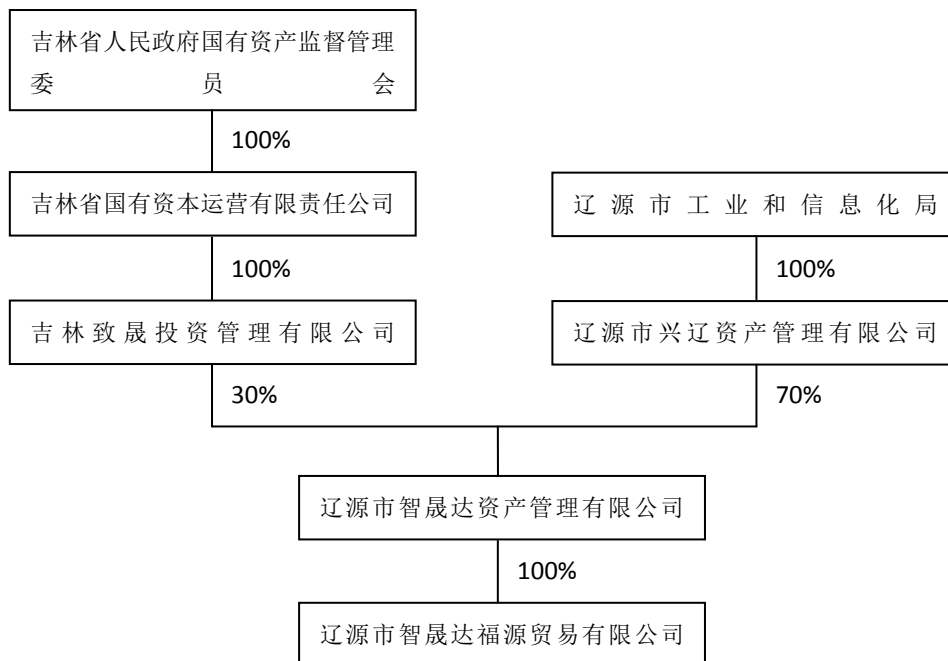 吉林省人民政府国有资产监督管理
委员会
100%
吉林省国有资本运营有限责任公司
辽源市工业和信息化局
100%
100%
吉林致晟投资管理有限公司
辽源市兴辽资产管理有限公司
30%
70%
辽源市智晟达资产管理有限公司
100%
辽源市智晟达福源贸易有限公司